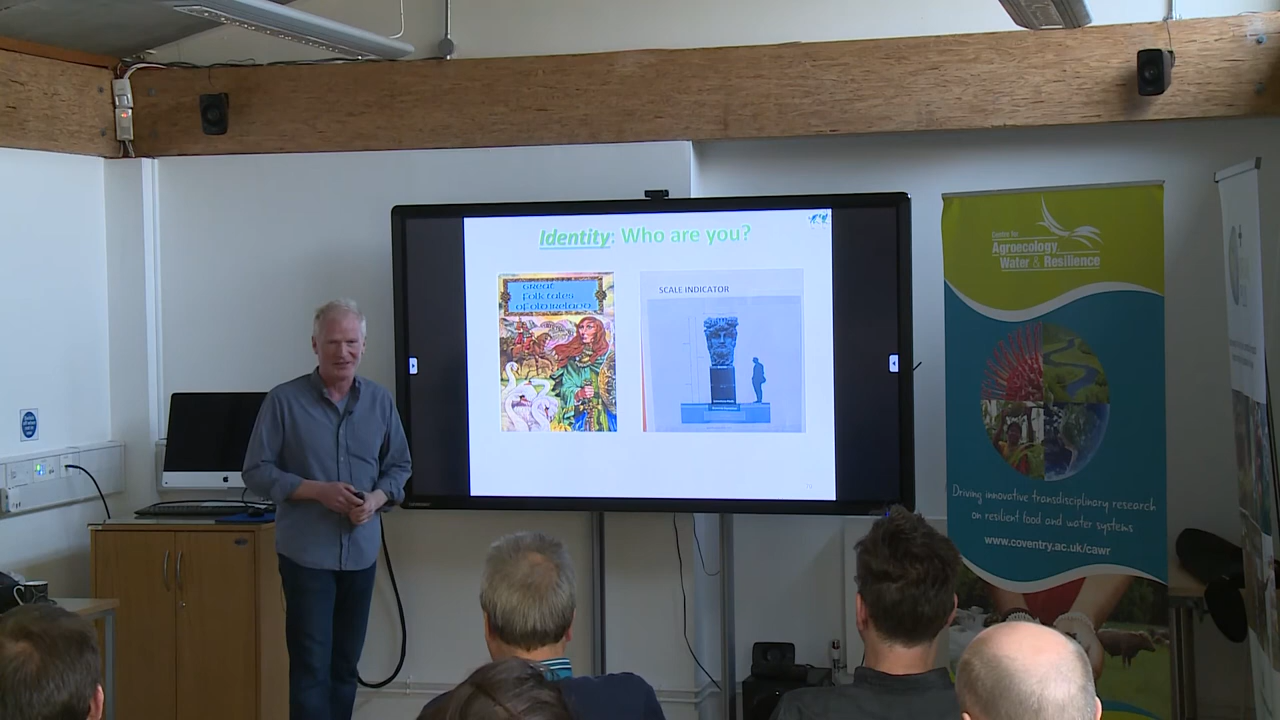 Identity: Who are you?
GREAT
Folk tales
OF OLD IRELAND
SCALE INDICATOR
Centre for
Agroecology,
Water & Resilience
Driving innovative transdisciplinary research
on resilient food and water systems
www.coventry.ac.uk/cawr